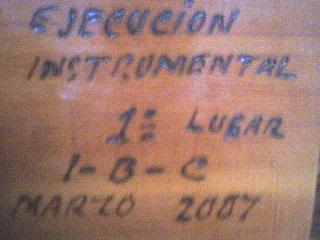 EJECUCION
INSTRUMENTAL
1º LUGAR
1-B-C
MARZO 2007